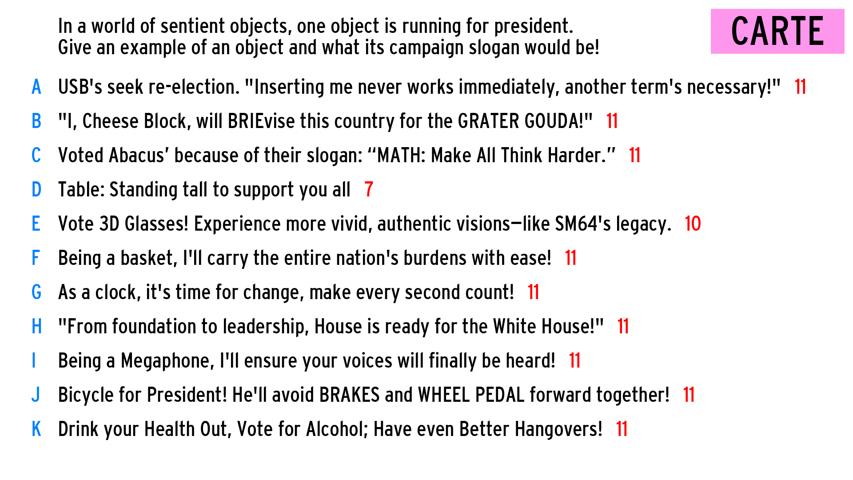 In a world of sentient objects, one object is running for president.
Give an example of an object and what its campaign slogan would be!
CARTE
A USB's seek re-election. "Inserting me never works immediately, another term's necessary!" 11
B "I, Cheese Block, will BRIEvise this country for the GRATER GOUDA!" 11
C Voted Abacus’ because of their slogan: “MATH: Make All Think Harder.” 11
D Table: Standing tall to support you all 7
E Vote 3D Glasses! Experience more vivid, authentic visions—like SM64's legacy. 10
F Being a basket, I'll carry the entire nation's burdens with ease! 11
G As a clock, it's time for change, make every second count! 11
H "From foundation to leadership, House is ready for the White House!" 11
I Being a Megaphone, I'll ensure your voices will finally be heard! 11
J Bicycle for President! He'll avoid BRAKES and WHEEL PEDAL forward together! 11
K Drink your Health Out, Vote for Alcohol; Have even Better Hangovers! 11